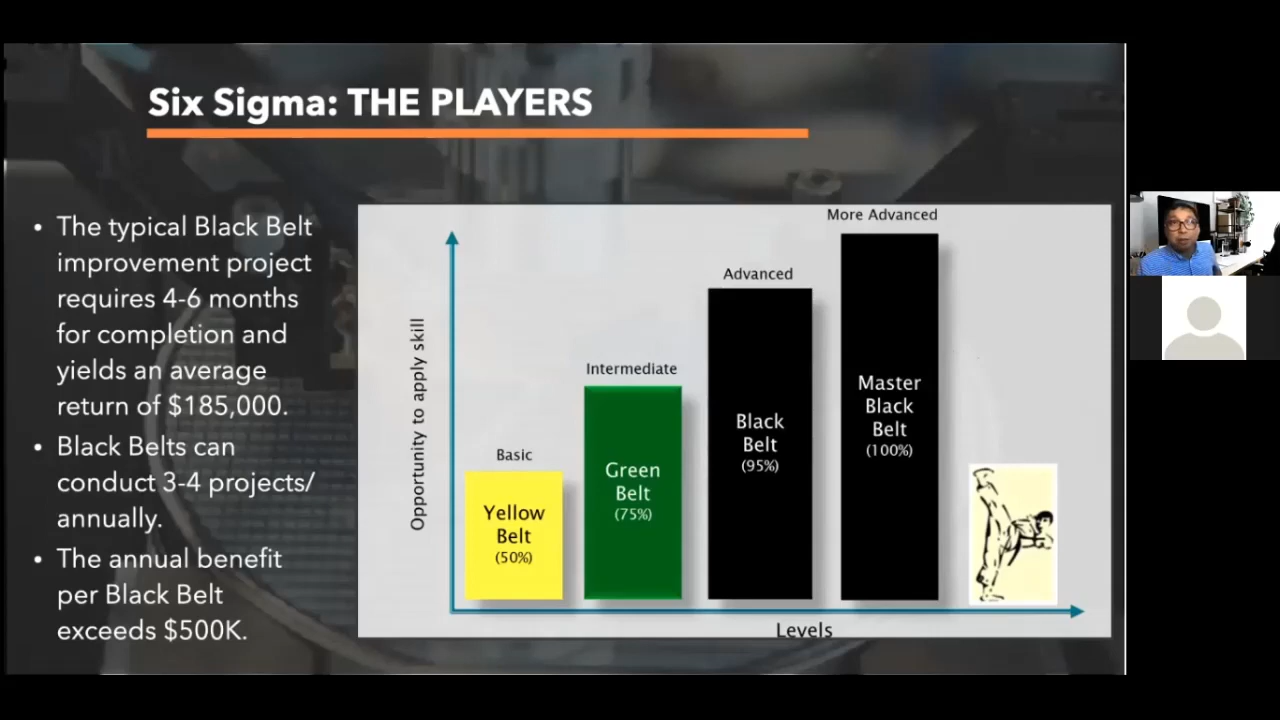 Six Sigma: THE PLAYERS
• The typical Black Belt
improvement project
requires 4-6 months
for completion and
yields an average
return of $185,000.
• Black Belts can
conduct 3-4 projects/
annually.
• The annual benefit
per Black Belt
exceeds $500K.
Opportunity to apply skill
Basic
Yellow
Belt
(50%)
Intermediate
Green
Belt
(75%)
Advanced
Black
Belt
(95%)
More Advanced
Master
Black
Belt
(100%)
Levels